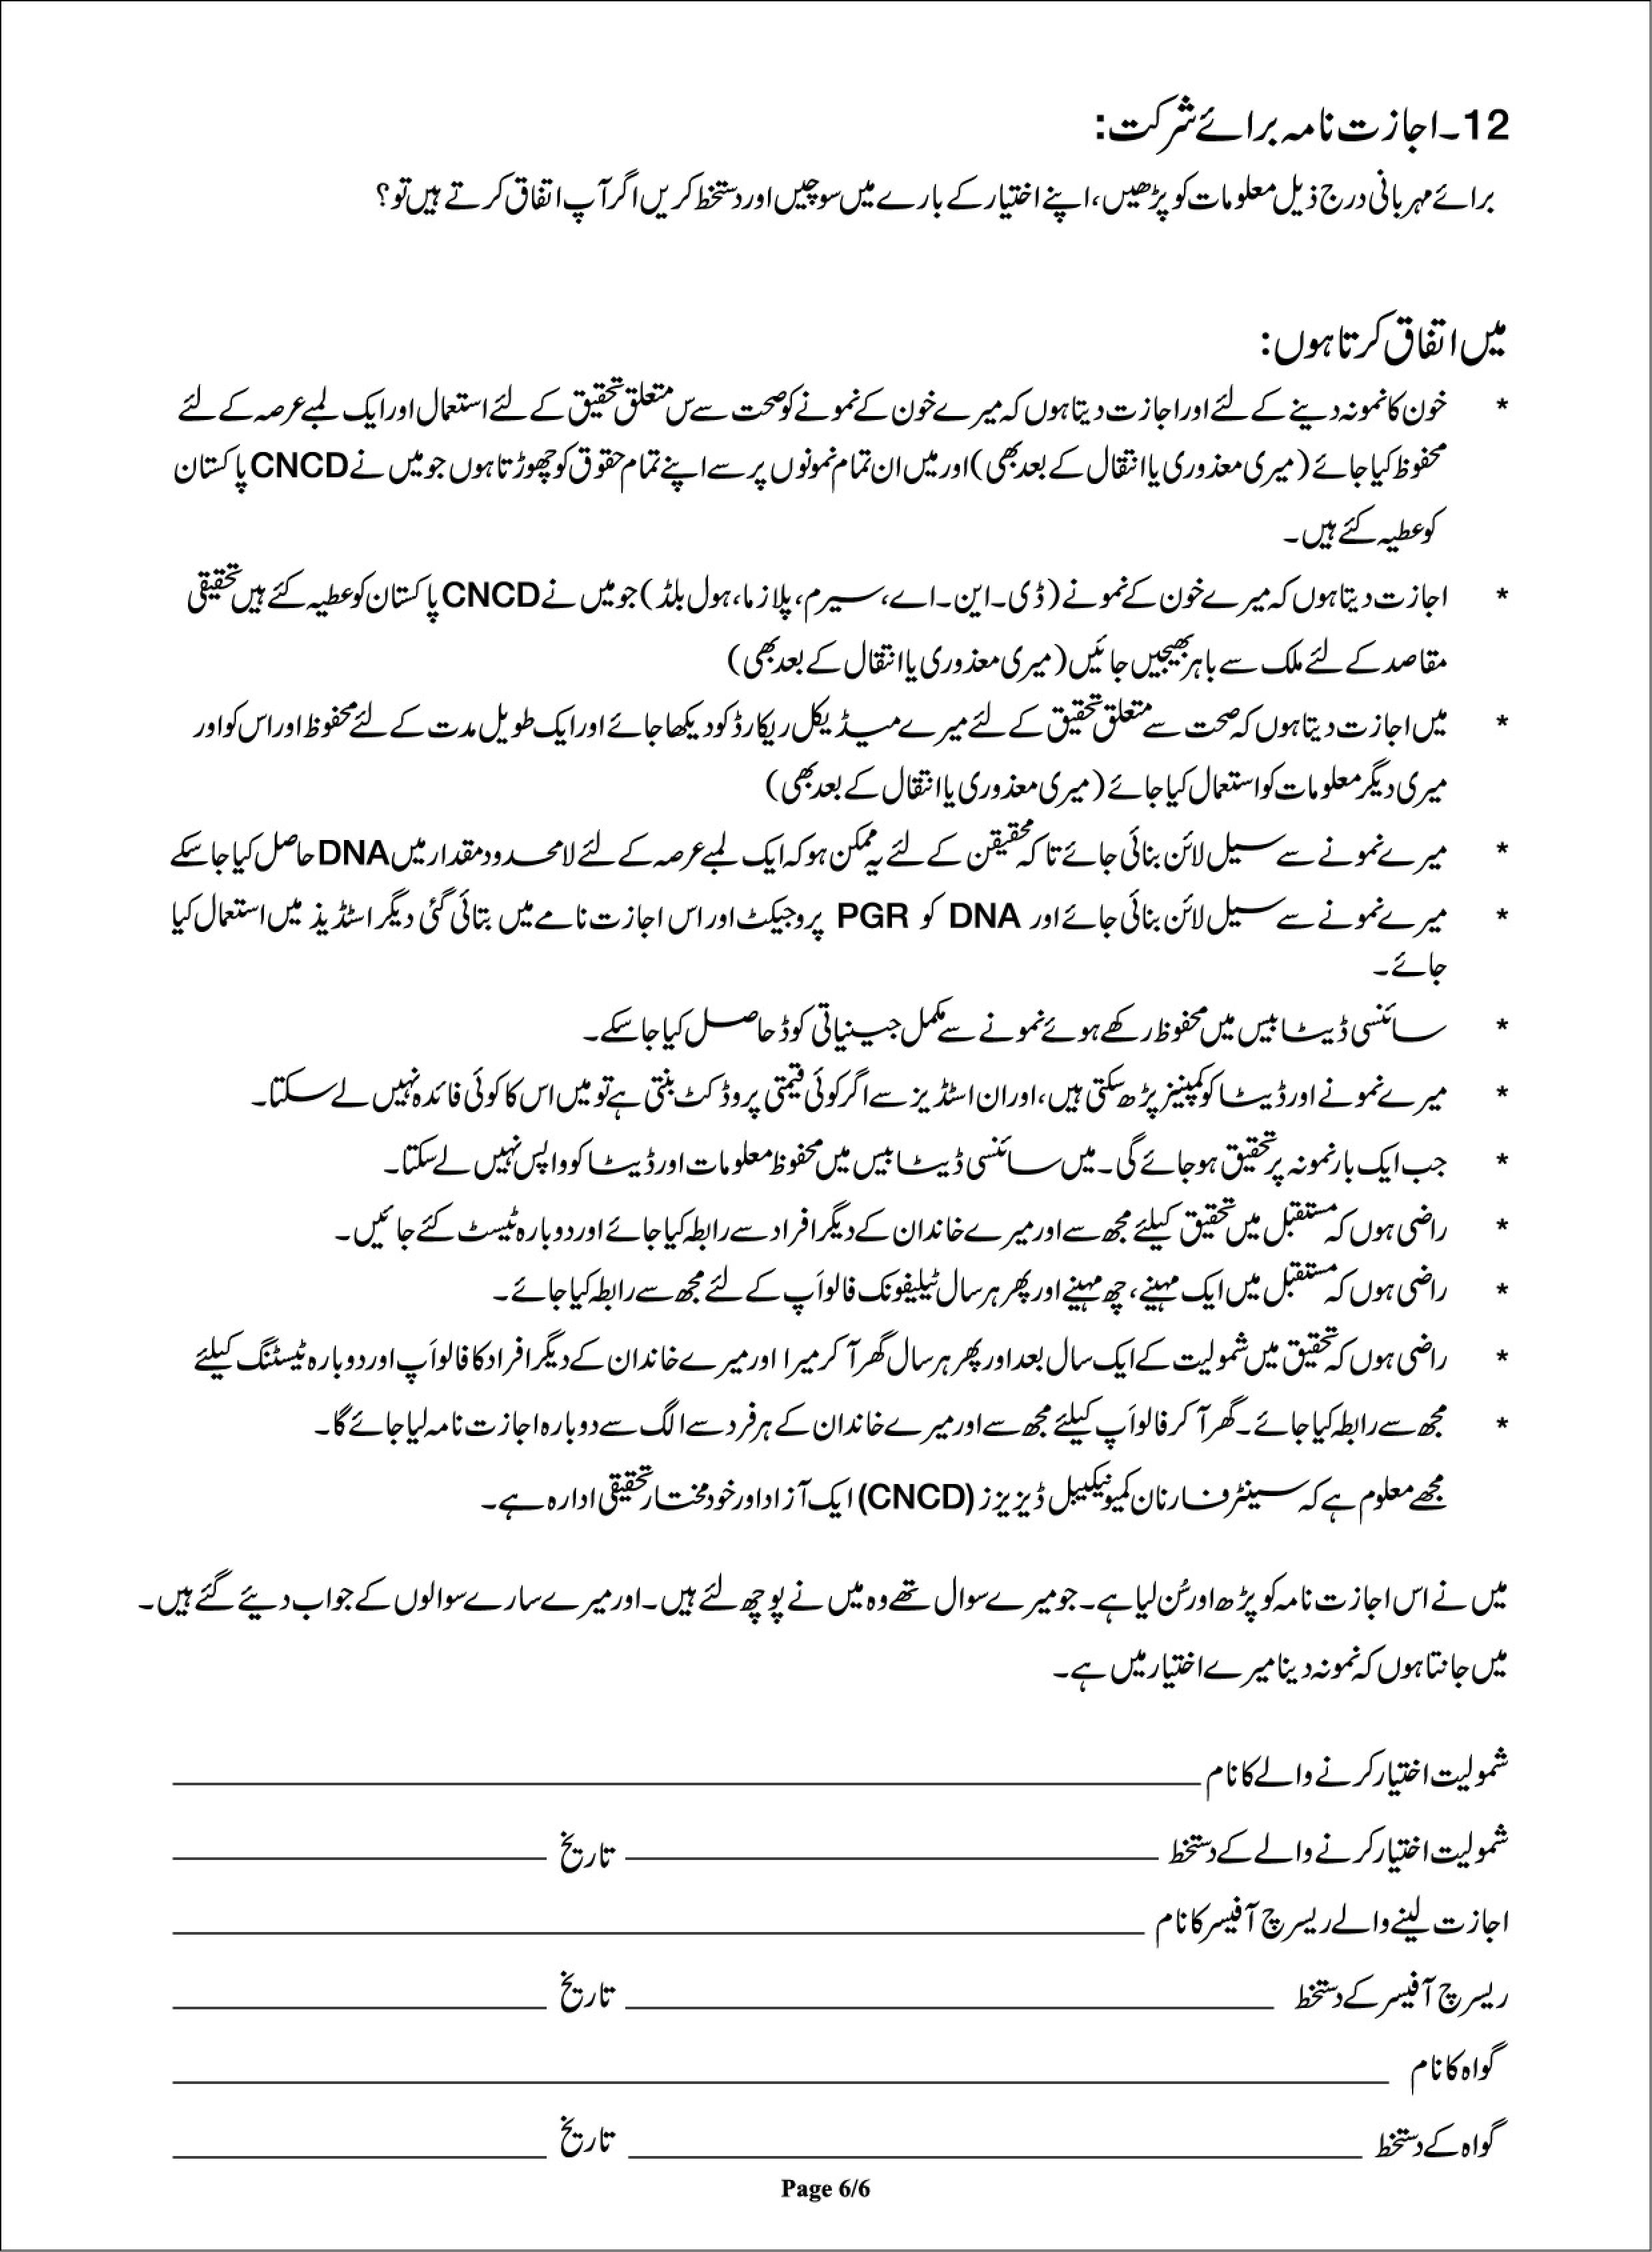 12۔اجازت نامہ برائے شرکت:
برائے مہربانی درج ذیل معلومات کو پڑھیں، اپنے اختیار کے بارے میں سوچیں اور دستخط کریں اگر آپ اتفاق کرتے ہیں تو؟
میں اتفاق کرتا ہوں:
* خون کا نمونہ دینے کے لئے اور اجازت دیتا ہوں کہ میرے خون کے نمونے کو صحت سے س متعلق تحقیق کے لئے استعمال اور ایک لمبے عرصہ کے لئے
محفوظ کیا جائے (میری معذوری یا انتقال کے بعد بھی) اور میں ان تمام نمونوں پر سے اپنے تمام حقوق کو چھوڑتا ہوں جو میں نے CNCD پاکستان
کو عطیہ کئے ہیں۔
* اجازت دیتا ہوں کہ میرے خون کے نمونے (ڈی۔این۔اے، سیرم، پلازما، ہول بلڈ) جو میں نے CNCD پاکستان کو عطیہ کئے ہیں تحقیقی
مقاصد کے لئے ملک سے باہر بھیجیں جائیں (میری معذوری یا انتقال کے بعد بھی)
* میں اجازت دیتا ہوں کہ صحت سے متعلق تحقیق کے لئے میرے میڈیکل ریکارڈ کو دیکھا جائے اور ایک طویل مدت کے لئے محفوظ اور اس کو اور
میری دیگر معلومات کو استعمال کیا جائے (میری معذوری یا انتقال کے بعد بھی)
* میرے نمونے سے سیل لائن بنائی جائے تا کہ محقیقن کے لئے یہ ممکن ہو کہ ایک لمبے عرصہ کے لئے لا محدود مقدار میں DNA حاصل کیا جا سکے
* میرے نمونے سے سیل لائن بنائی جائے اور DNA کو PGR پروجیکٹ اور اس اجازت نامے میں بتائی گئی دیگر اسٹڈیذ میں استعمال کیا
جائے۔
* سائنسی ڈیٹا بیس میں محفوظ رکھے ہوئے نمونے سے مکمل جینیاتی کوڈ حاصل کیا جا سکے۔
* میرے نمونے اور ڈیٹا کو کمپنیز پڑھ سکتی ہیں، اور ان اسٹڈیز سے اگر کوئی قیمتی پروڈکٹ بنتی ہے تو میں اس کا کوئی فائدہ نہیں لے سکتا۔
* جب ایک بار نمونہ پر تحقیق ہو جائے گی۔ میں سائنسی ڈیٹا بیس میں محفوظ معلومات اور ڈیٹا کو واپس نہیں لے سکتا۔
* راضی ہوں کہ مستقبل میں تحقیق کیلئے مجھ سے اور میرے خاندان کے دیگر افراد سے رابطہ کیا جائے اور دوبارہ ٹیسٹ کئے جائیں۔
* راضی ہوں کہ مستقبل میں ایک مہینے، چھ مہینے اور پھر ہر سال ٹیلیفونک فالو اَپ کے لئے مجھ سے رابطہ کیا جائے۔
* راضی ہوں کہ تحقیق میں شمولیت کے ایک سال بعد اور پھر ہر سال گھر آ کر میرا اور میرے خاندان کے دیگر افراد کا فالو اَپ اور دوبارہ ٹیسٹنگ کیلئے
* مجھ سے رابطہ کیا جائے۔ گھر آ کر فالو اَپ کیلئے مجھ سے اور میرے خاندان کے ہر فرد سے الگ سے دوبارہ اجازت نامہ لیا جائے گا۔
مجھے معلوم ہے کہ سینٹر فار نان کمیونیکیبل ڈیزیزز (CNCD) ایک آزاد اور خود مختار تحقیقی ادارہ ہے۔
میں نے اس اجازت نامہ کو پڑھ اور سُن لیا ہے۔ جو میرے سوال تھے وہ میں نے پوچھ لئے ہیں۔ اور میرے سارے سوالوں کے جواب دیئے گئے ہیں۔
میں جانتا ہوں کہ نمونہ دینا میرے اختیار میں ہے۔
شمولیت اختیار کرنے والے کا نام
شمولیت اختیار کرنے والے کے دستخط تاریخ
اجازت لینے والے ریسرچ آفیسر کا نام
ریسرچ آفیسر کے دستخط تاریخ
گواہ کا نام
گواہ کے دستخط تاریخ
Page 6/6